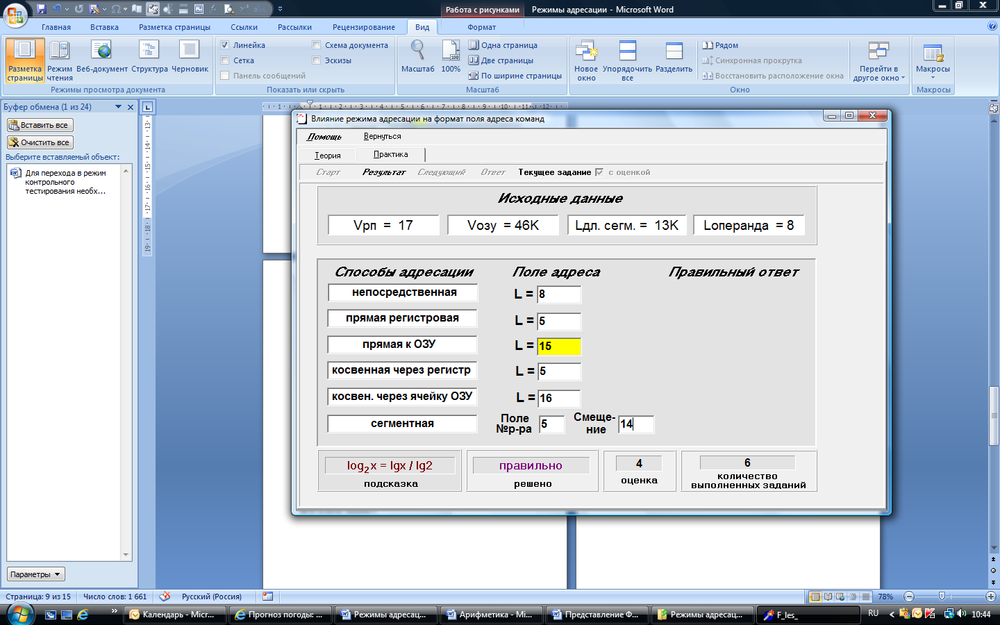 Работа с рисунками
Режимы адресации - Microsoft Word
Главная Вставка Разметка страницы Ссылки Рассылки Рецензирование Вид Формат
Разметка страницы
Режим чтения
Веб-документ
Структура
Черновик
Режимы просмотра документа
Линейка
Сетка
Панель сообщений
Схема документа
Эскизы
Показать или скрыть
Масштаб
100%
Одна страница
Две страницы
По ширине страницы
Масштаб
Новое окно
Упорядочить все
Разделить
Рядом
Синхронная прокрутка
Восстановить расположение окна
Перейти в другое окно
Окно
Макросы
Макросы
Буфер обмена (1 из 24)
Вставить все
Очистить все
Выберите вставляемый объект:
Для перехода в режим
контрольного
тестирования необх...
Параметры
Влияние режима адресации на формат поля адреса команд
Помощь Вернуться
Теория Практика
Старт Результат Следующий Ответ Текущее задание с оценкой
Исходные данные
Vрп = 17
Vозу = 46K
Lдл. сегм. = 13K
Lоперанда = 8
Способы адресации Поле адреса Правильный ответ
непосредственная L = 8
прямая регистровая L = 5
прямая к ОЗУ L = 15
косвенная через регистр L = 5
косвен. через ячейку ОЗУ L = 16
сегментная Поле №р-ра 5 Смеще-ние 14
log2x = lgx / lg2
подсказка
правильно
решено
4
оценка
6
количество
выполненных заданий
Страница: 9 из 15 Число слов: 1 661 Русский (Россия) 78%
Календарь - Micr...
Прогноз погоды: ...
Режимы адресац...
Арифметика - Mi...
Представление Ф...
Режимы адресац...
F_les_
RU
10:44